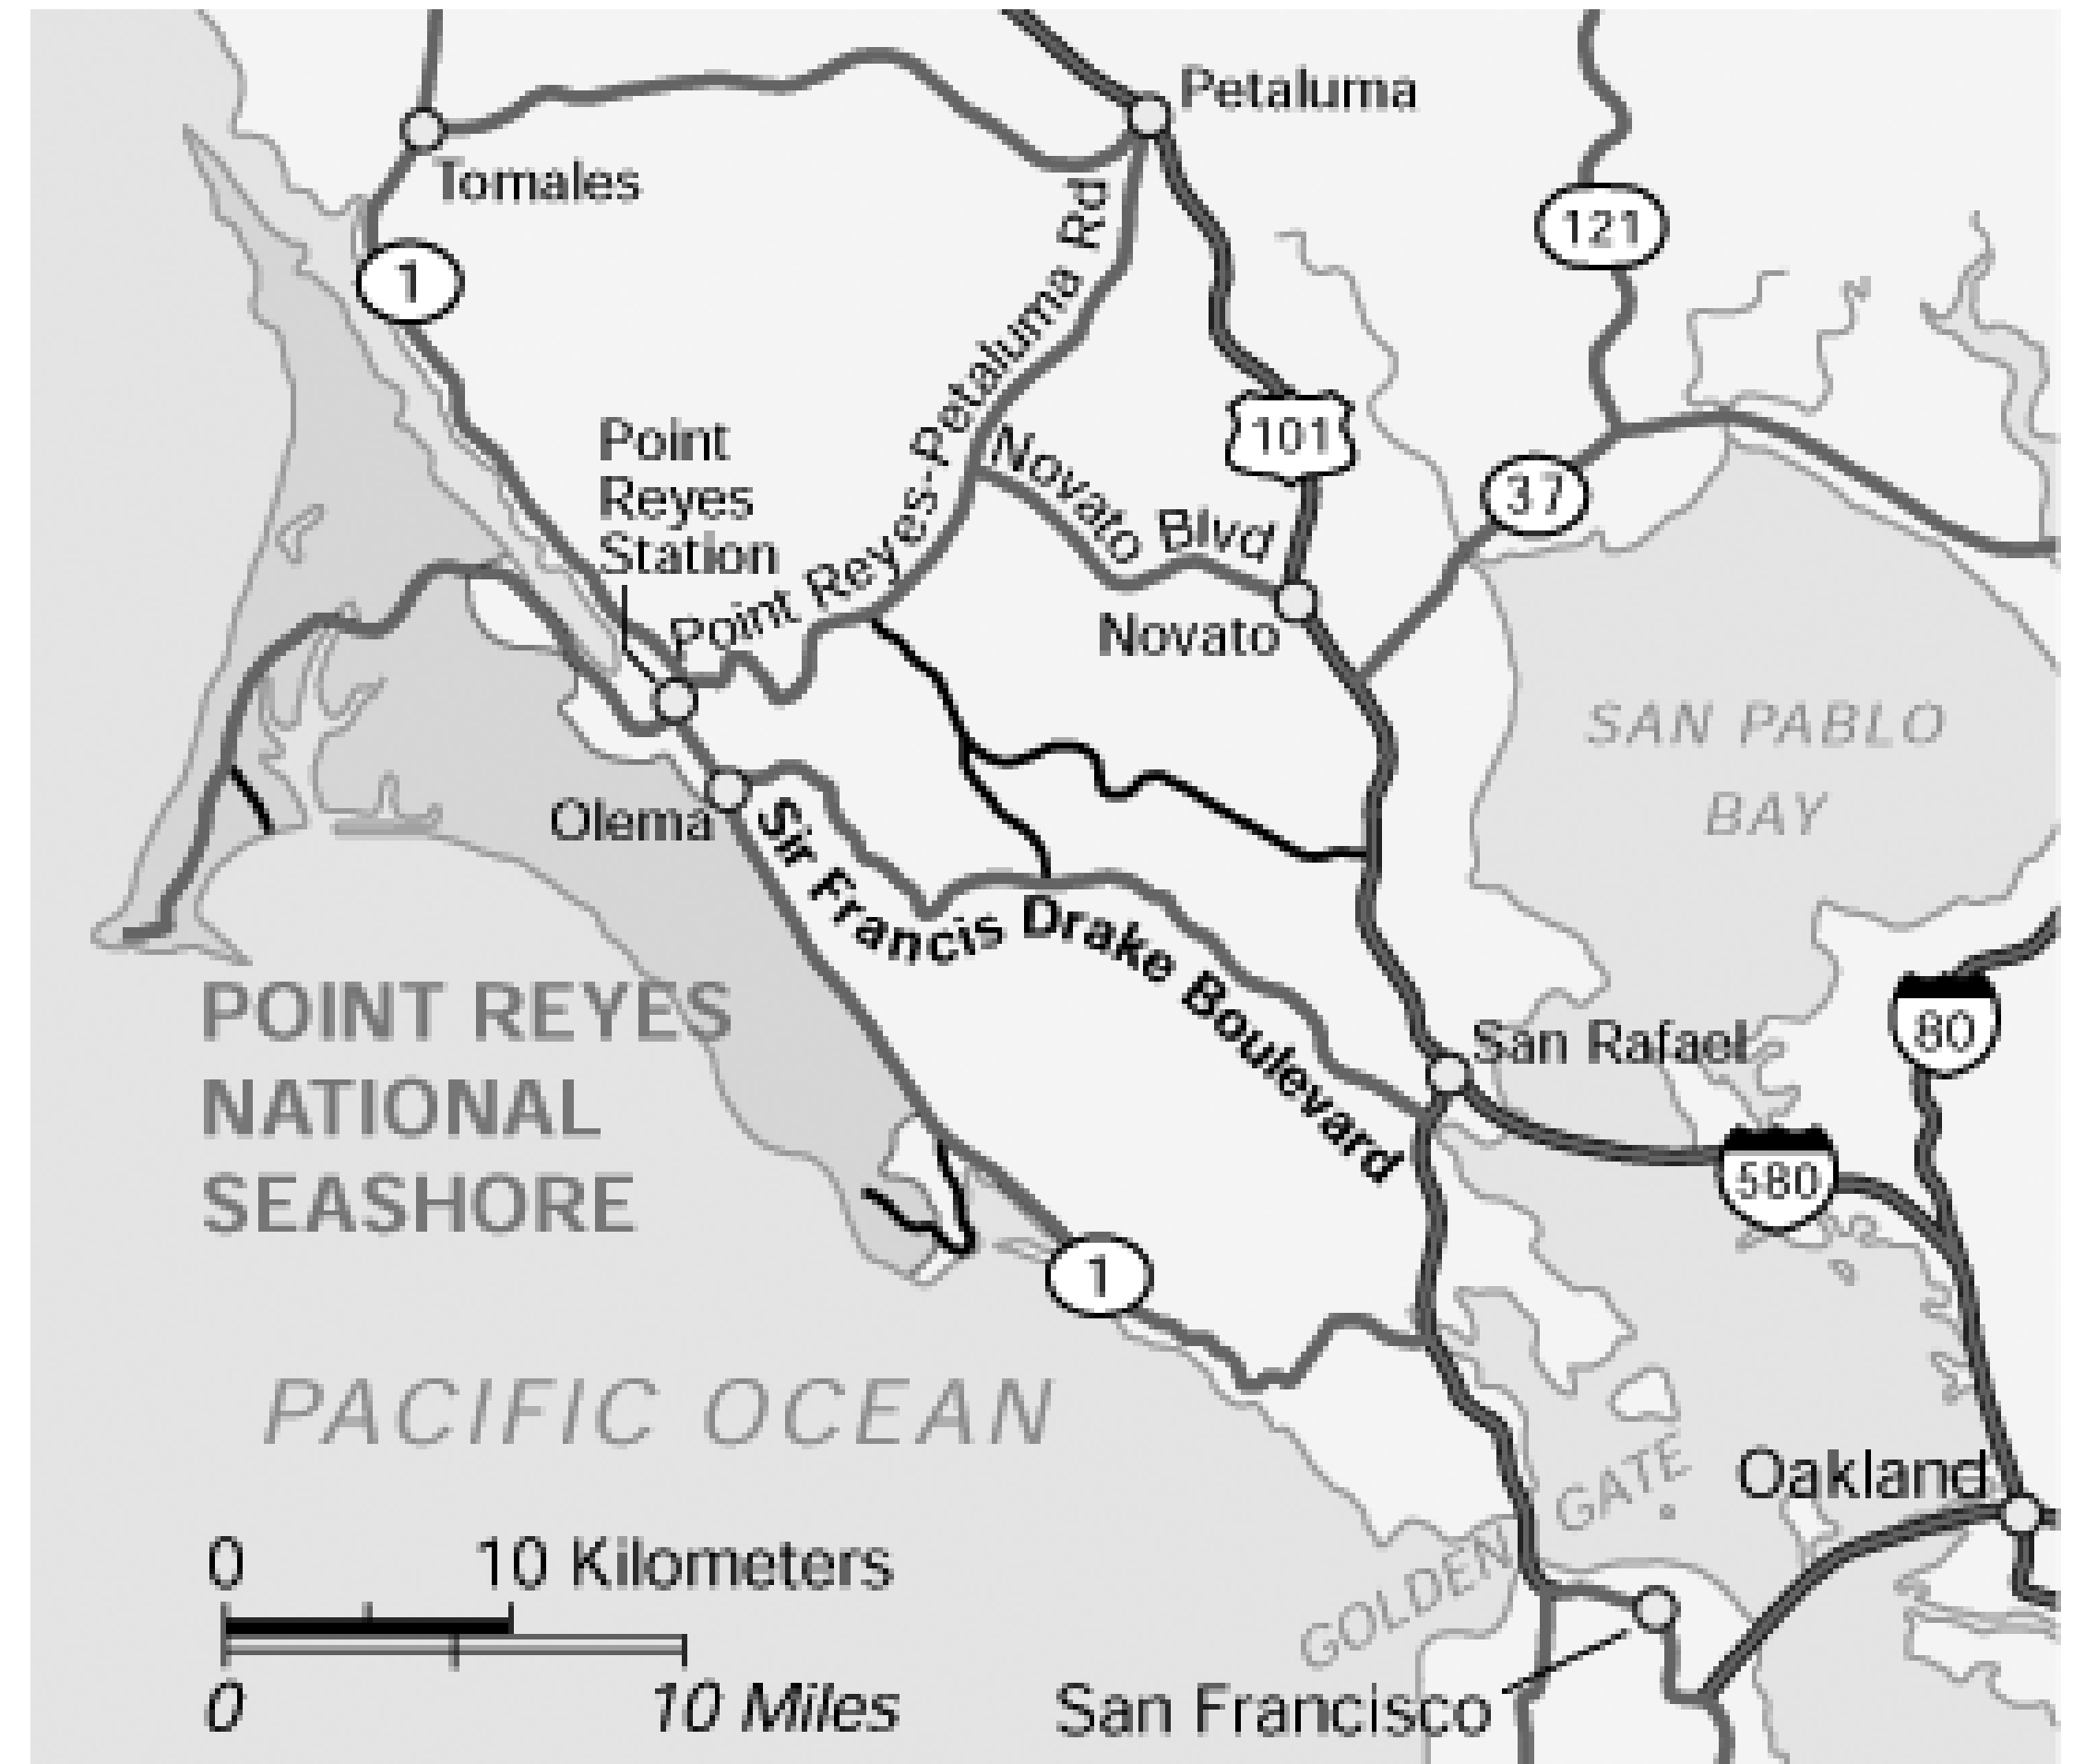 Petaluma
Tomales
121
1
Point Reyes-Petaluma Rd
101
Point
Reyes
Station
37
Novato Blvd
Novato
SAN PABLO
BAY
Olema
Sir Francis Drake Boulevard
POINT REYES
NATIONAL
SEASHORE
San Rafael
80
580
1
PACIFIC OCEAN
Oakland
GOLDEN GATE
0 10 Kilometers
0 10 Miles
San Francisco